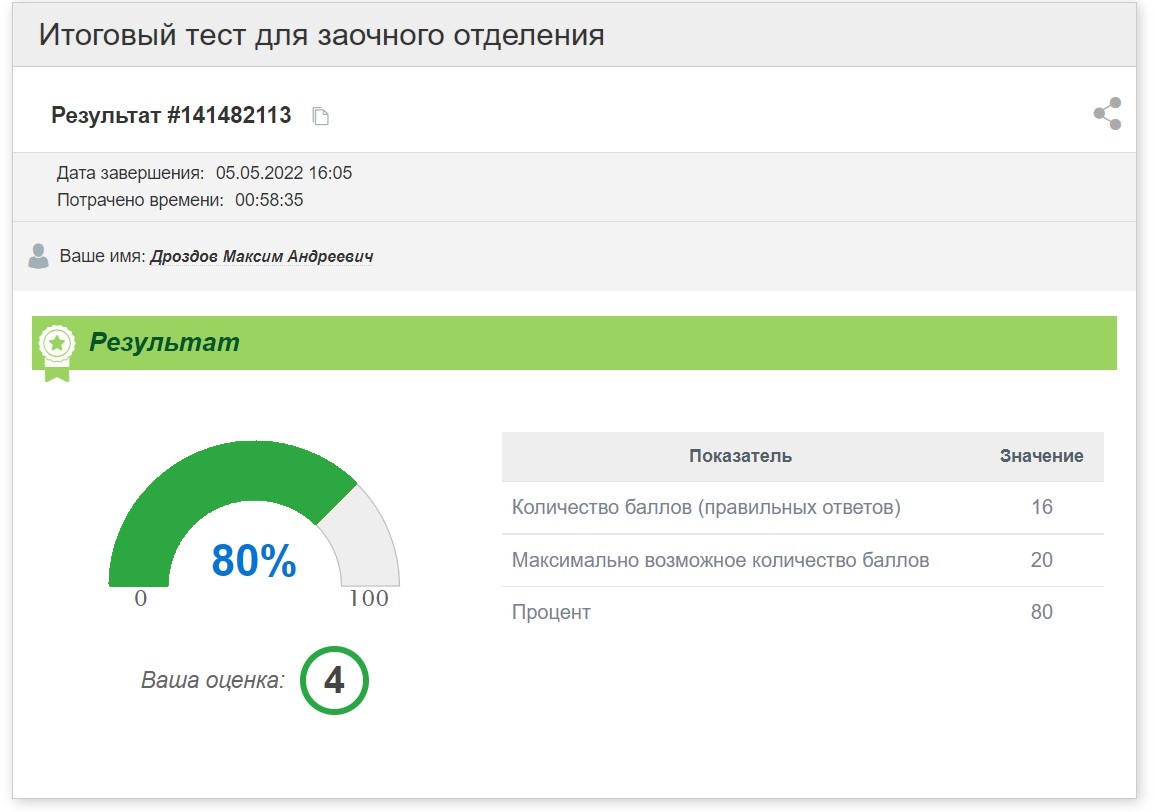 Итоговый тест для заочного отделения
Результат #141482113
Дата завершения: 05.05.2022 16:05
Потрачено времени: 00:58:35
Ваше имя: Дроздов Максим Андреевич
Результат
80%
0 100
Ваша оценка: 4
Показатель Значение
Количество баллов (правильных ответов) 16
Максимально возможное количество баллов 20
Процент 80